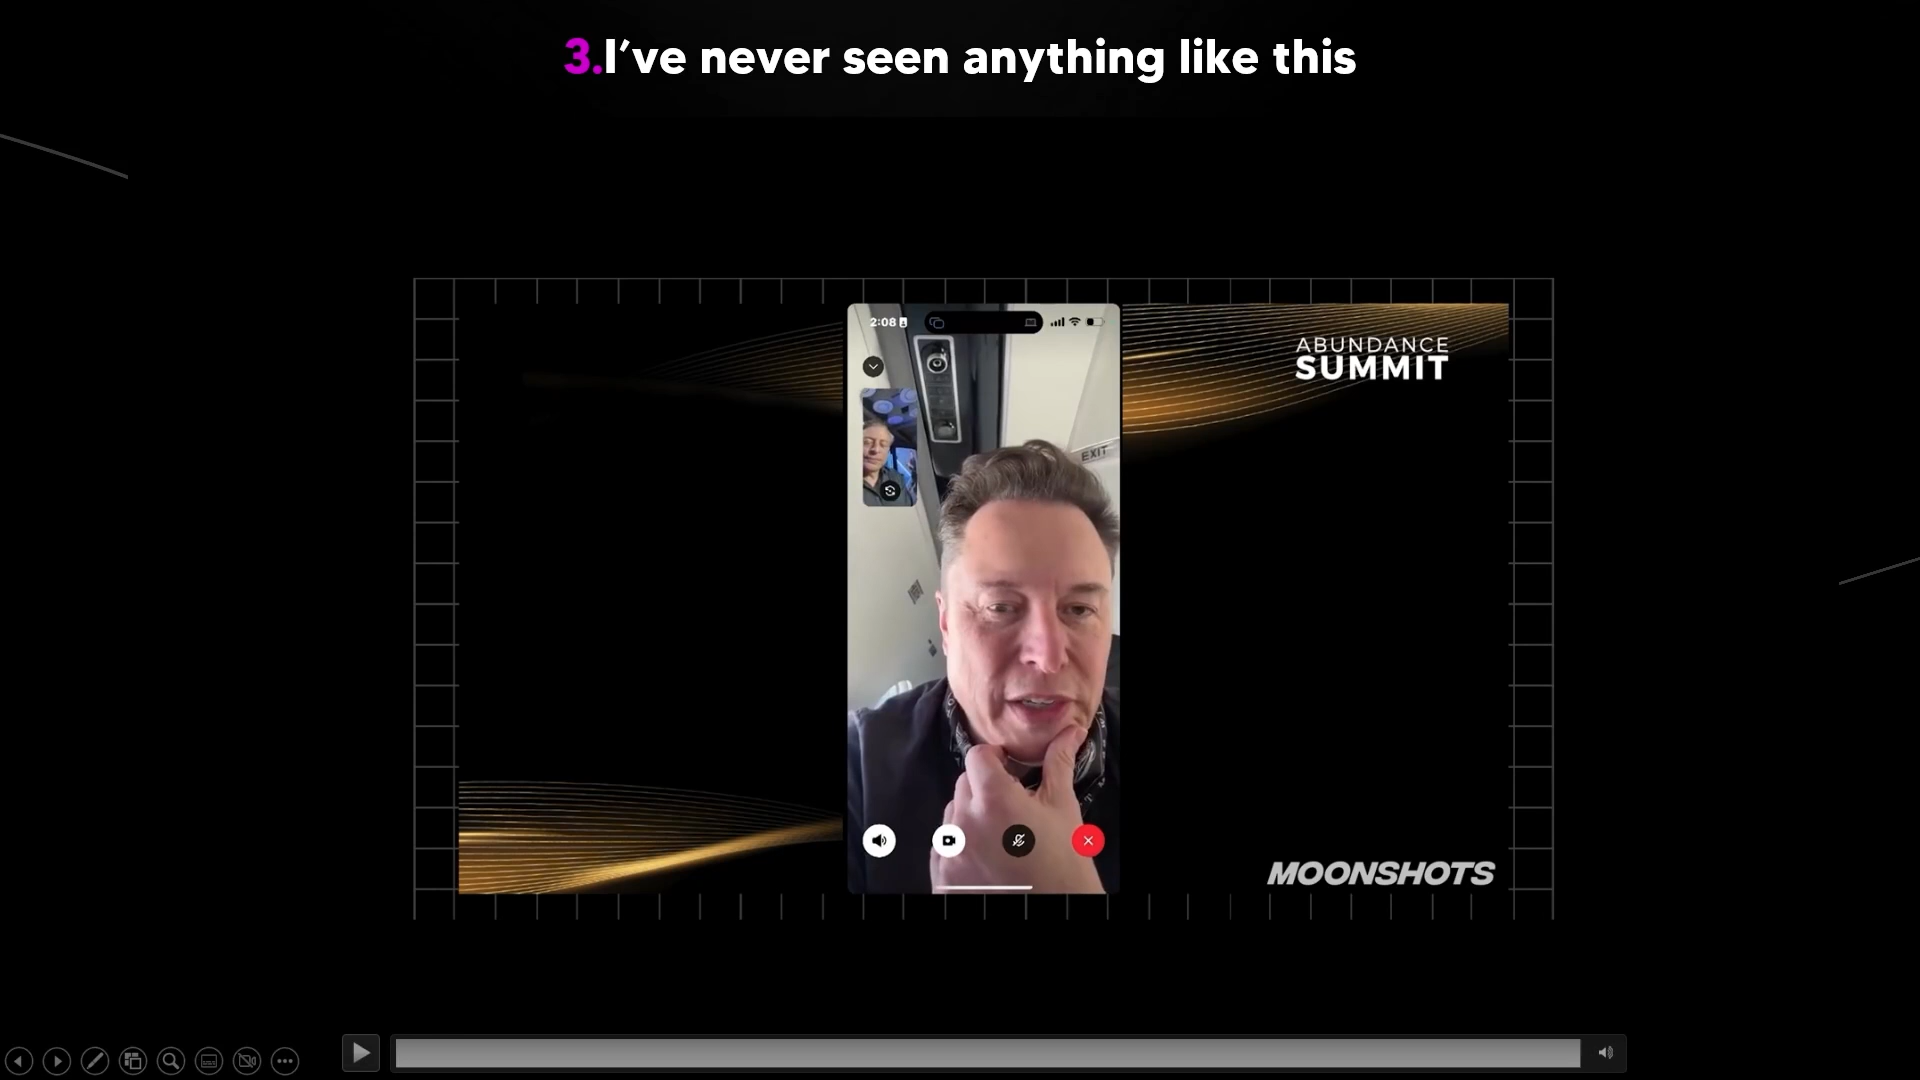 3.I’ve never seen anything like this
2:08
EXIT
ABUNDANCE
SUMMIT
MOONSHOTS